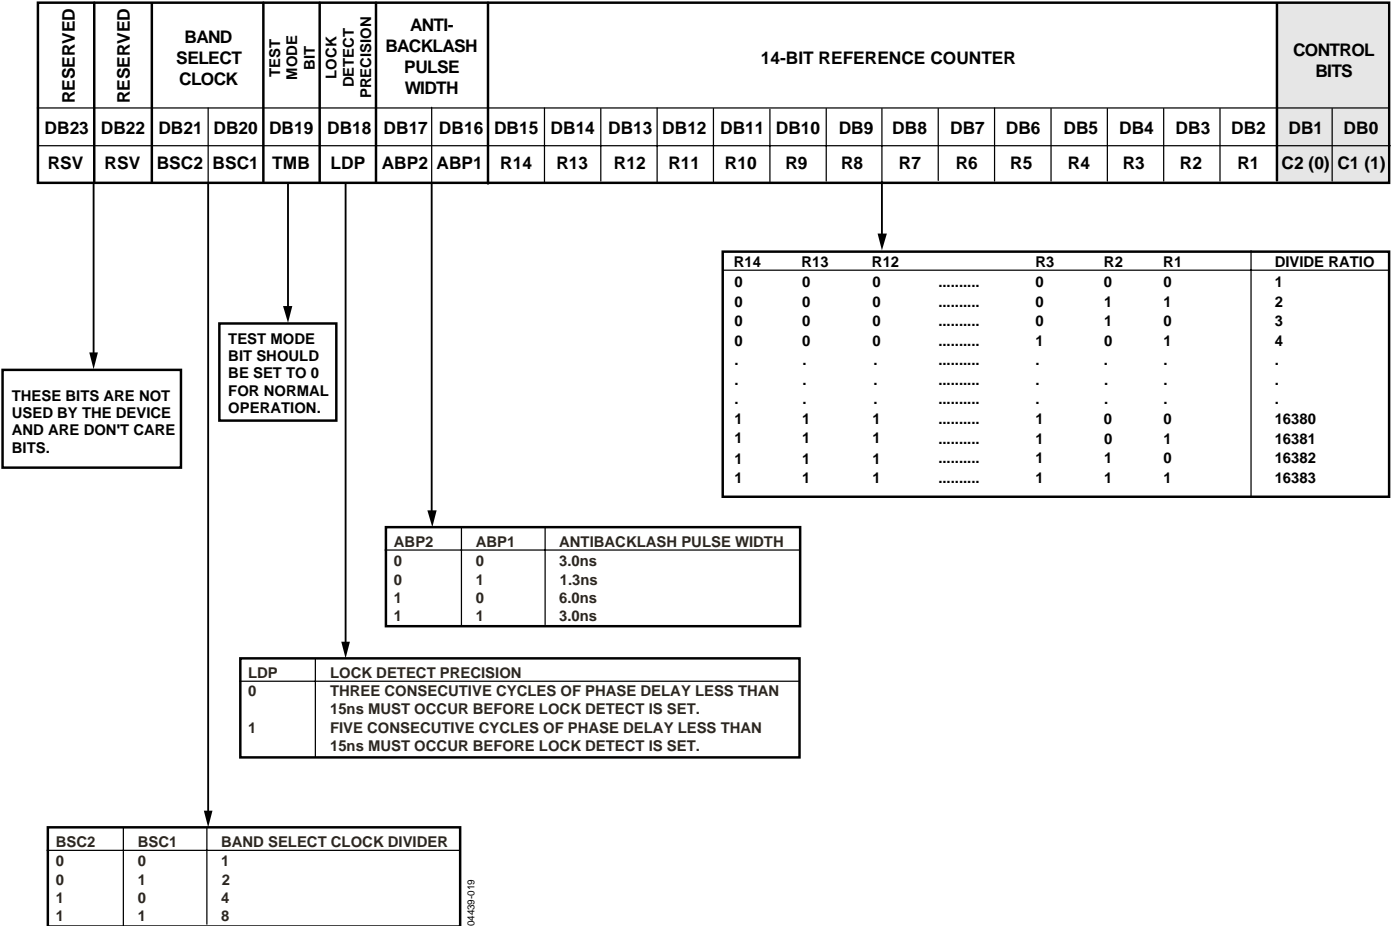 RESERVED
RESERVED
BAND SELECT CLOCK
TEST MODE BIT
LOCK DETECT PRECISION
ANTI-BACKLASH PULSE WIDTH
14-BIT REFERENCE COUNTER
CONTROL BITS
DB23 DB22 DB21 DB20 DB19 DB18 DB17 DB16 DB15 DB14 DB13 DB12 DB11 DB10 DB9 DB8 DB7 DB6 DB5 DB4 DB3 DB2 DB1 DB0
RSV RSV BSC2 BSC1 TMB LDP ABP2 ABP1 R14 R13 R12 R11 R10 R9 R8 R7 R6 R5 R4 R3 R2 R1 C2 (0) C1 (1)
R14 R13 R12 R3 R2 R1 DIVIDE RATIO
0 0 0 .......... 0 0 0 1
0 0 0 .......... 0 1 1 2
0 0 0 .......... 0 1 0 3
0 0 0 .......... 1 0 1 4
. . . .......... . . . .
. . . .......... . . . .
. . . .......... . . . .
1 1 1 .......... 1 0 0 16380
1 1 1 .......... 1 0 1 16381
1 1 1 .......... 1 1 0 16382
1 1 1 .......... 1 1 1 16383
TEST MODE
BIT SHOULD
BE SET TO 0
FOR NORMAL
OPERATION.
THESE BITS ARE NOT
USED BY THE DEVICE
AND ARE DON'T CARE
BITS.
ABP2 ABP1 ANTIBACKLASH PULSE WIDTH
0 0 3.0ns
0 1 1.3ns
1 0 6.0ns
1 1 3.0ns
LDP LOCK DETECT PRECISION
0 THREE CONSECUTIVE CYCLES OF PHASE DELAY LESS THAN
15ns MUST OCCUR BEFORE LOCK DETECT IS SET.
1 FIVE CONSECUTIVE CYCLES OF PHASE DELAY LESS THAN
15ns MUST OCCUR BEFORE LOCK DETECT IS SET.
BSC2 BSC1 BAND SELECT CLOCK DIVIDER
0 0 1
0 1 2
1 0 4
1 1 8
04439-019